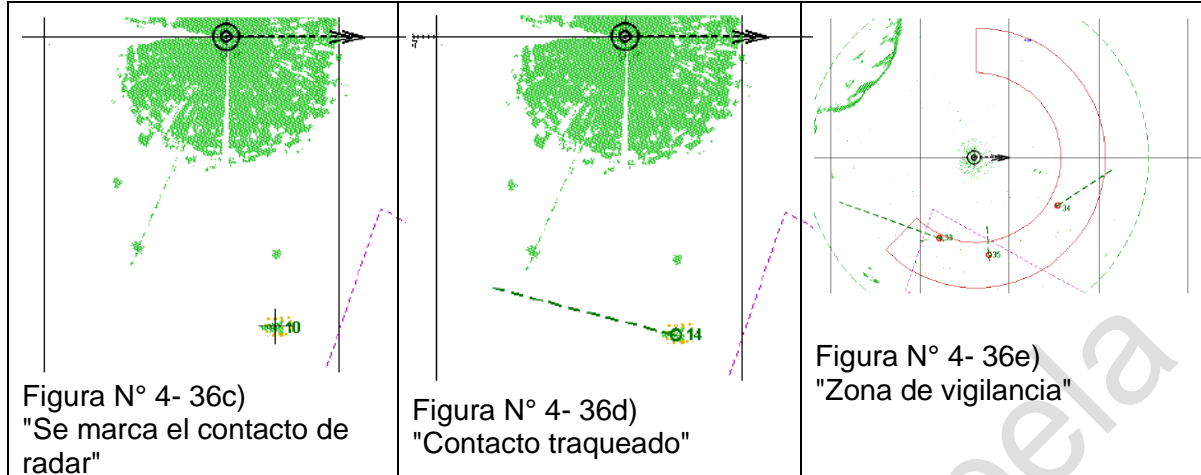 10
Figura N° 4- 36c)
"Se marca el contacto de
radar"
14
Figura N° 4- 36d)
"Contacto traqueado"
34
35
Figura N° 4- 36e)
"Zona de vigilancia"